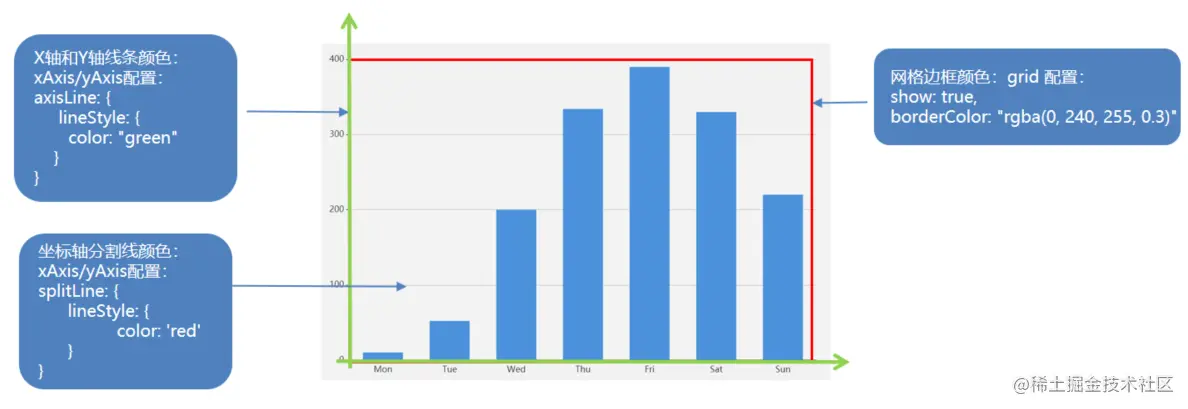 X轴和Y轴线条颜色：
xAxis/yAxis配置：
axisLine: {
lineStyle: {
color: "green"
}
}
坐标轴分割线颜色：
xAxis/yAxis配置：
splitLine: {
lineStyle: {
color: 'red'
}
}
400
300
200
100
0
Mon Tue Wed Thu Fri Sat Sun
网格边框颜色：grid 配置：
show: true,
borderColor: "rgba(0, 240, 255, 0.3)"
@稀土掘金技术社区